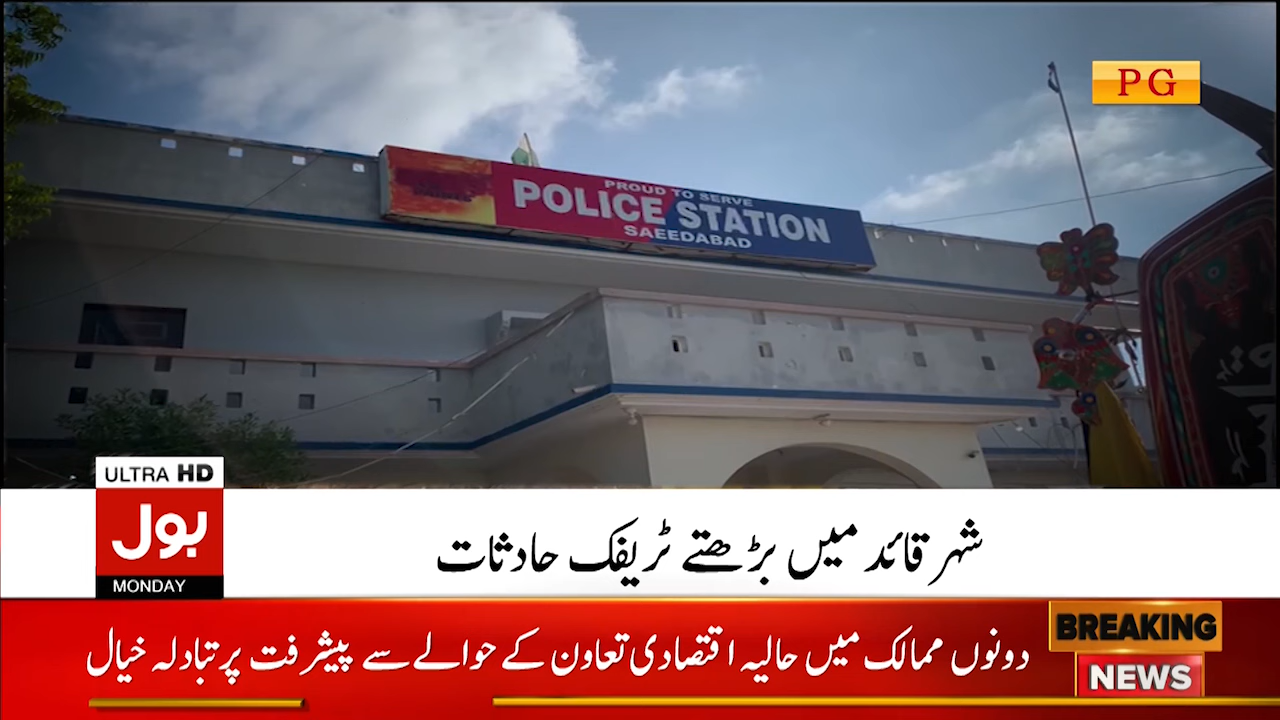 PG
PROUD TO SERVE
POLICE STATION
SAEEDABAD
ULTRA HD
بول
MONDAY
شہر قائد میں بڑھتے ٹریفک حادثات
BREAKING
NEWS
دونوں ممالک میں حالیہ اقتصادی تعاون کے حوالے سے پیشرفت پر تبادلہ خیال